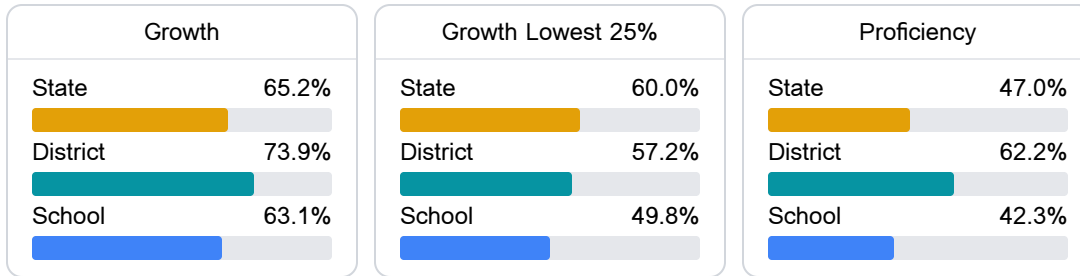 Growth
State 65.2%
District 73.9%
School 63.1%
Growth Lowest 25%
State 60.0%
District 57.2%
School 49.8%
Proficiency
State 47.0%
District 62.2%
School 42.3%